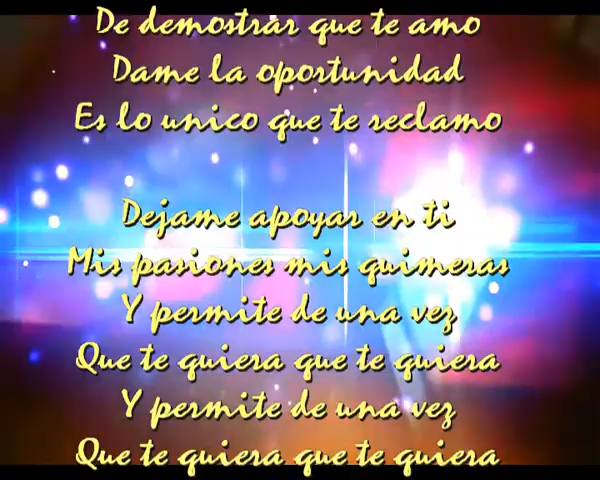 De demostrar que te amo
Dame la oportunidad
Es lo unico que te reclamo
Dejame apoyar en ti
Mis pasiones mis quimeras
Y permite de una vez
Que te quiera que te quiera
Y permite de una vez
Que te quiera que te quiera